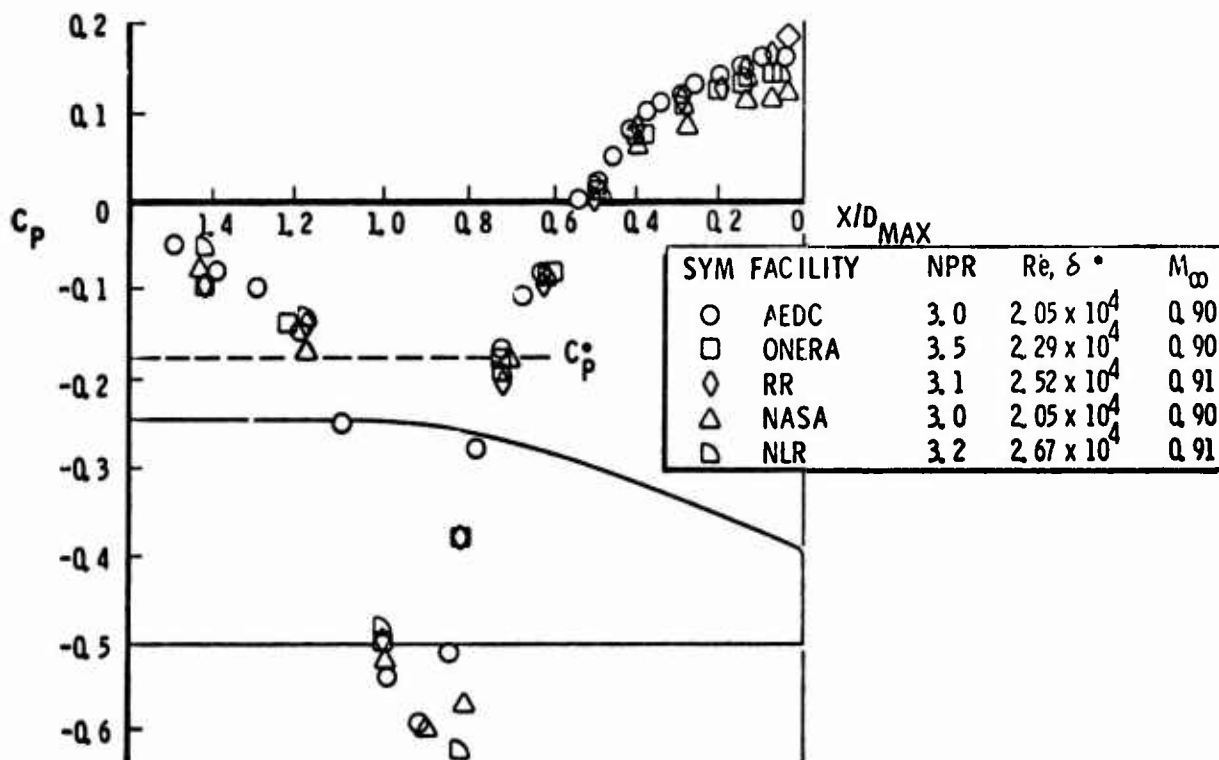 0.2
0.1
0
-0.1
-0.2
-0.3
-0.4
-0.5
-0.6
C_P
1.4 1.2 1.0 0.8 0.6 0.4 0.2 0
X/D_MAX
C_P*
SYM FACILITY NPR Re, δ* M_∞
○ AEDC 3.0 2.05 x 10^4 0.90
□ ONERA 3.5 2.29 x 10^4 0.90
◇ RR 3.1 2.52 x 10^4 0.91
△ NASA 3.0 2.05 x 10^4 0.90
NLR 3.2 2.67 x 10^4 0.91